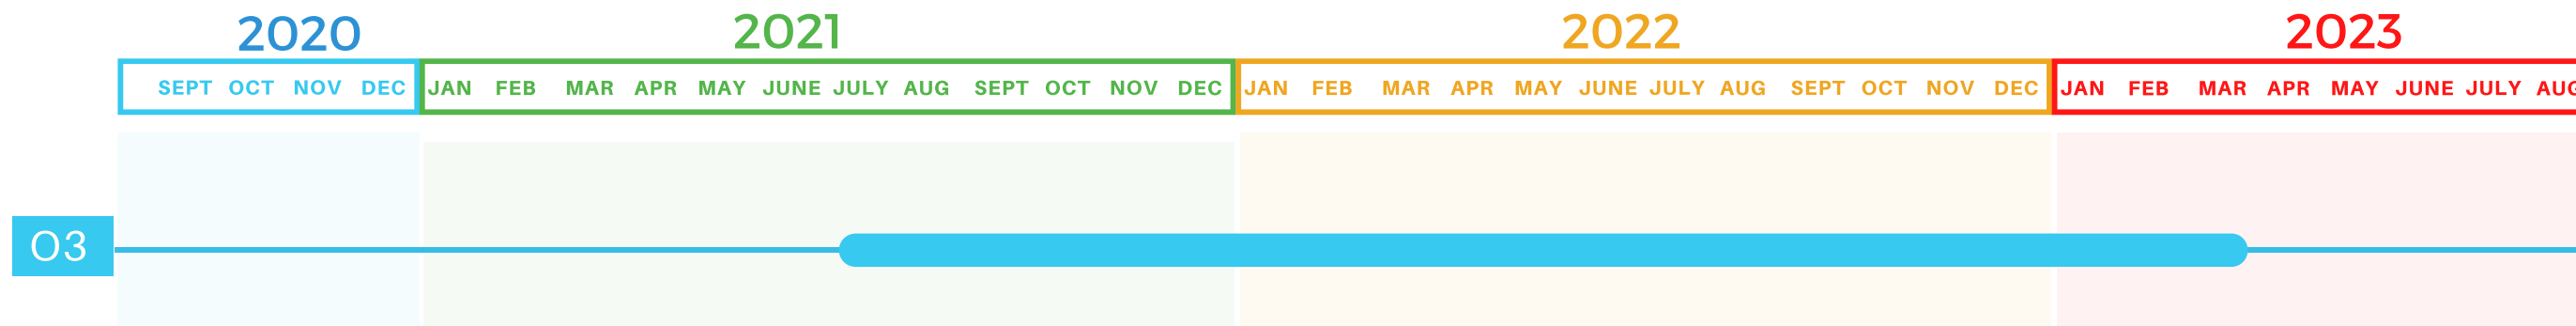 2020 2021 2022 2023
SEPT OCT NOV DEC JAN FEB MAR APR MAY JUNE JULY AUG SEPT OCT NOV DEC JAN FEB MAR APR MAY JUNE JULY AUG SEPT OCT NOV DEC JAN FEB MAR APR MAY JUNE JULY AUG
O3